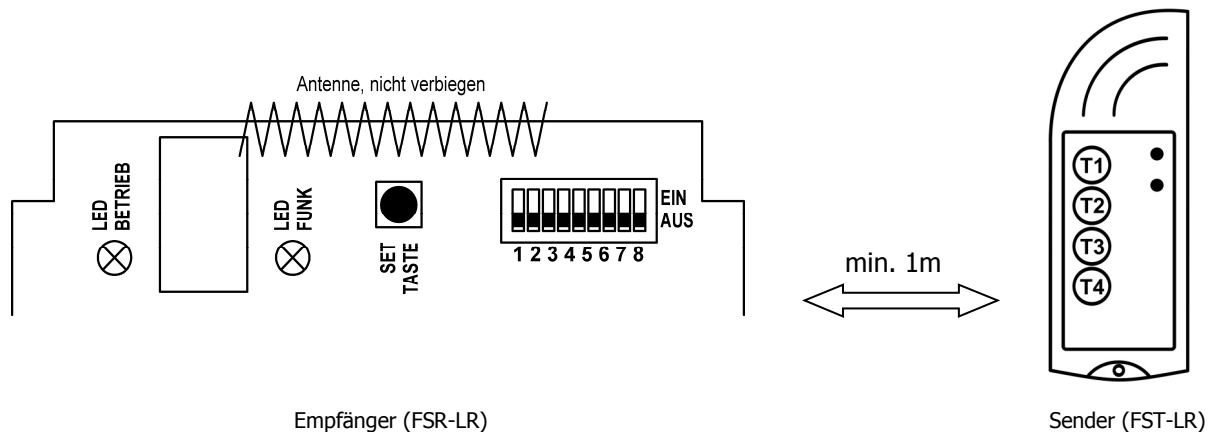 Antenne, nicht verbiegen
LED
BETRIEB
LED
FUNK
SET
TASTE
EIN
AUS
1 2 3 4 5 6 7 8
min. 1m
T1
T2
T3
T4
Empfänger (FSR-LR)
Sender (FST-LR)